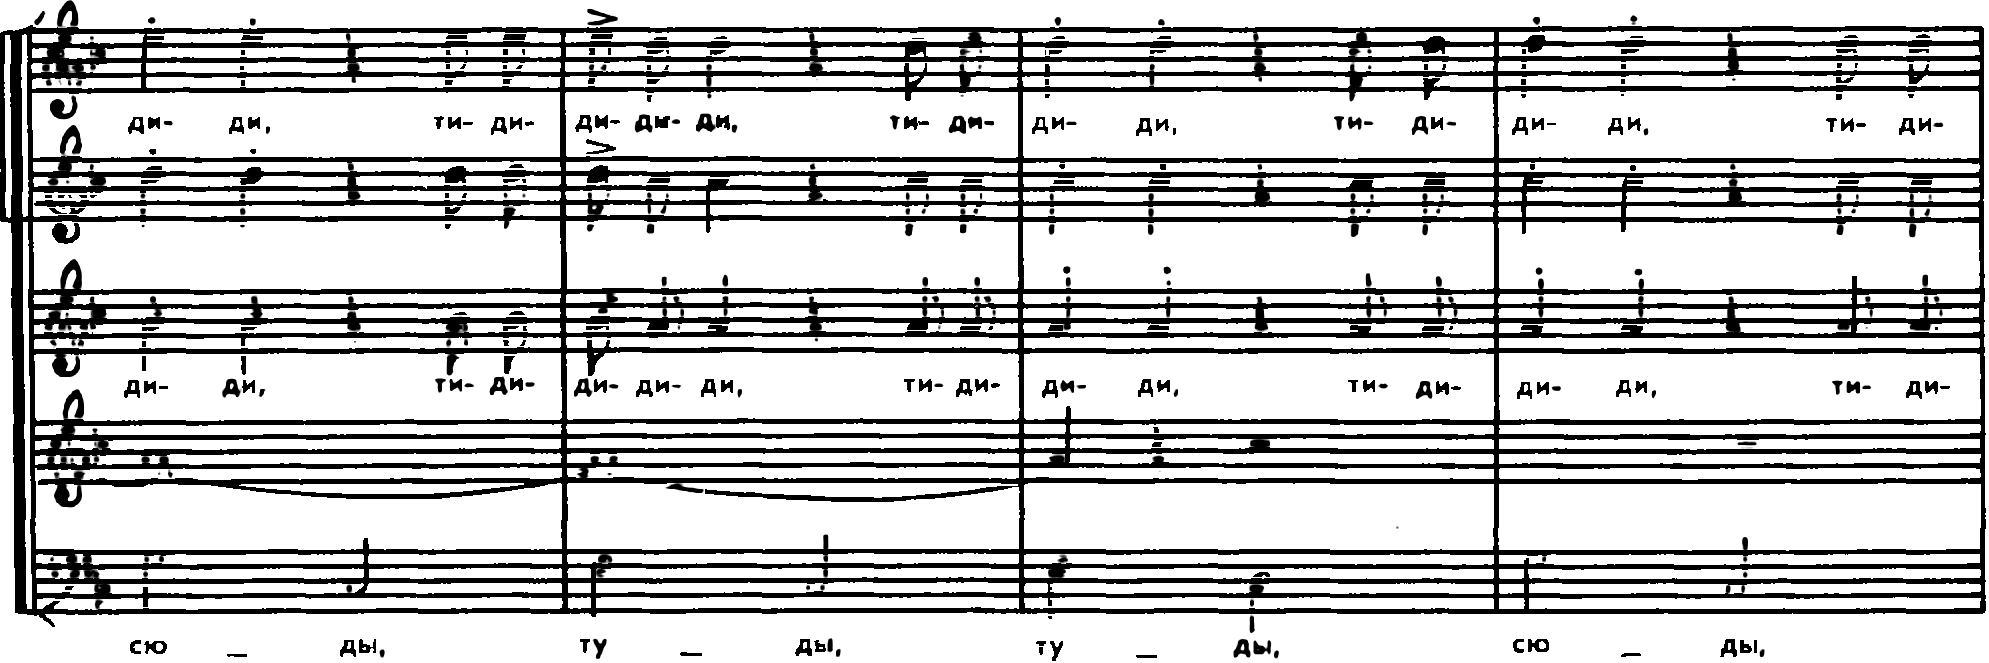 ди- ди, ти- ди- ди- ди- ди, ти- ди- ди- ди, ти- ди- ди- ди, ти- ди-
ди- ди, ти- ди- ди- ди- ди, ти- ди- ди- ди, ти- ди- ди- ди, ти- ди-
сю _ ды, ту _ ды, ту _ ды, сю _ ды,